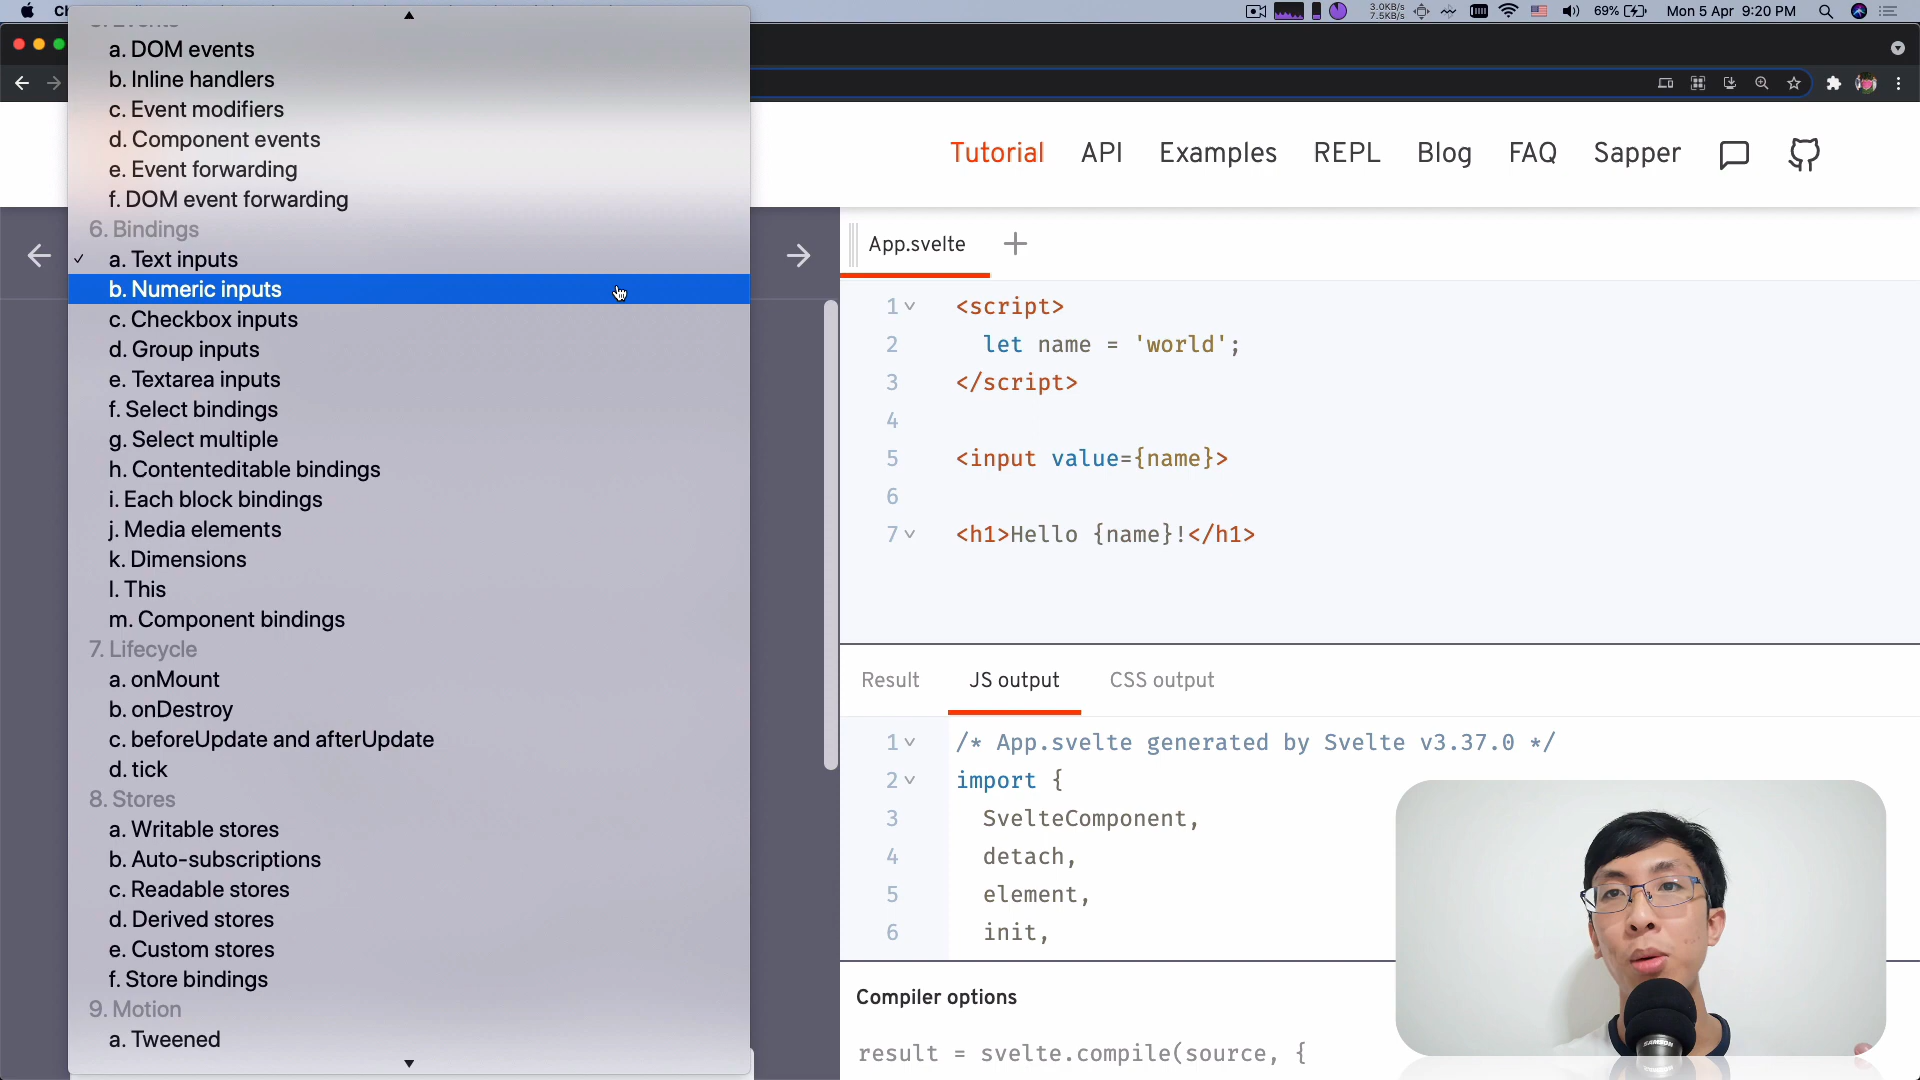 Ch
3.0KB/s
7.5KB/s
69%
Mon 5 Apr 9:20 PM
a. DOM events
b. Inline handlers
c. Event modifiers
d. Component events
e. Event forwarding
f. DOM event forwarding
6. Bindings
✓ a. Text inputs
b. Numeric inputs
c. Checkbox inputs
d. Group inputs
e. Textarea inputs
f. Select bindings
g. Select multiple
h. Contenteditable bindings
i. Each block bindings
j. Media elements
k. Dimensions
l. This
m. Component bindings
7. Lifecycle
a. onMount
b. onDestroy
c. beforeUpdate and afterUpdate
d. tick
8. Stores
a. Writable stores
b. Auto-subscriptions
c. Readable stores
d. Derived stores
e. Custom stores
f. Store bindings
9. Motion
a. Tweened
Tutorial API Examples REPL Blog FAQ Sapper
App.svelte +
1 <script>
2 let name = 'world';
3 </script>
4
5 <input value={name}>
6
7 <h1>Hello {name}!</h1>
Result JS output CSS output
1 /* App.svelte generated by Svelte v3.37.0 */
2 import {
3 SvelteComponent,
4 detach,
5 element,
6 init,
Compiler options
result = svelte.compile(source, {
SAMSON